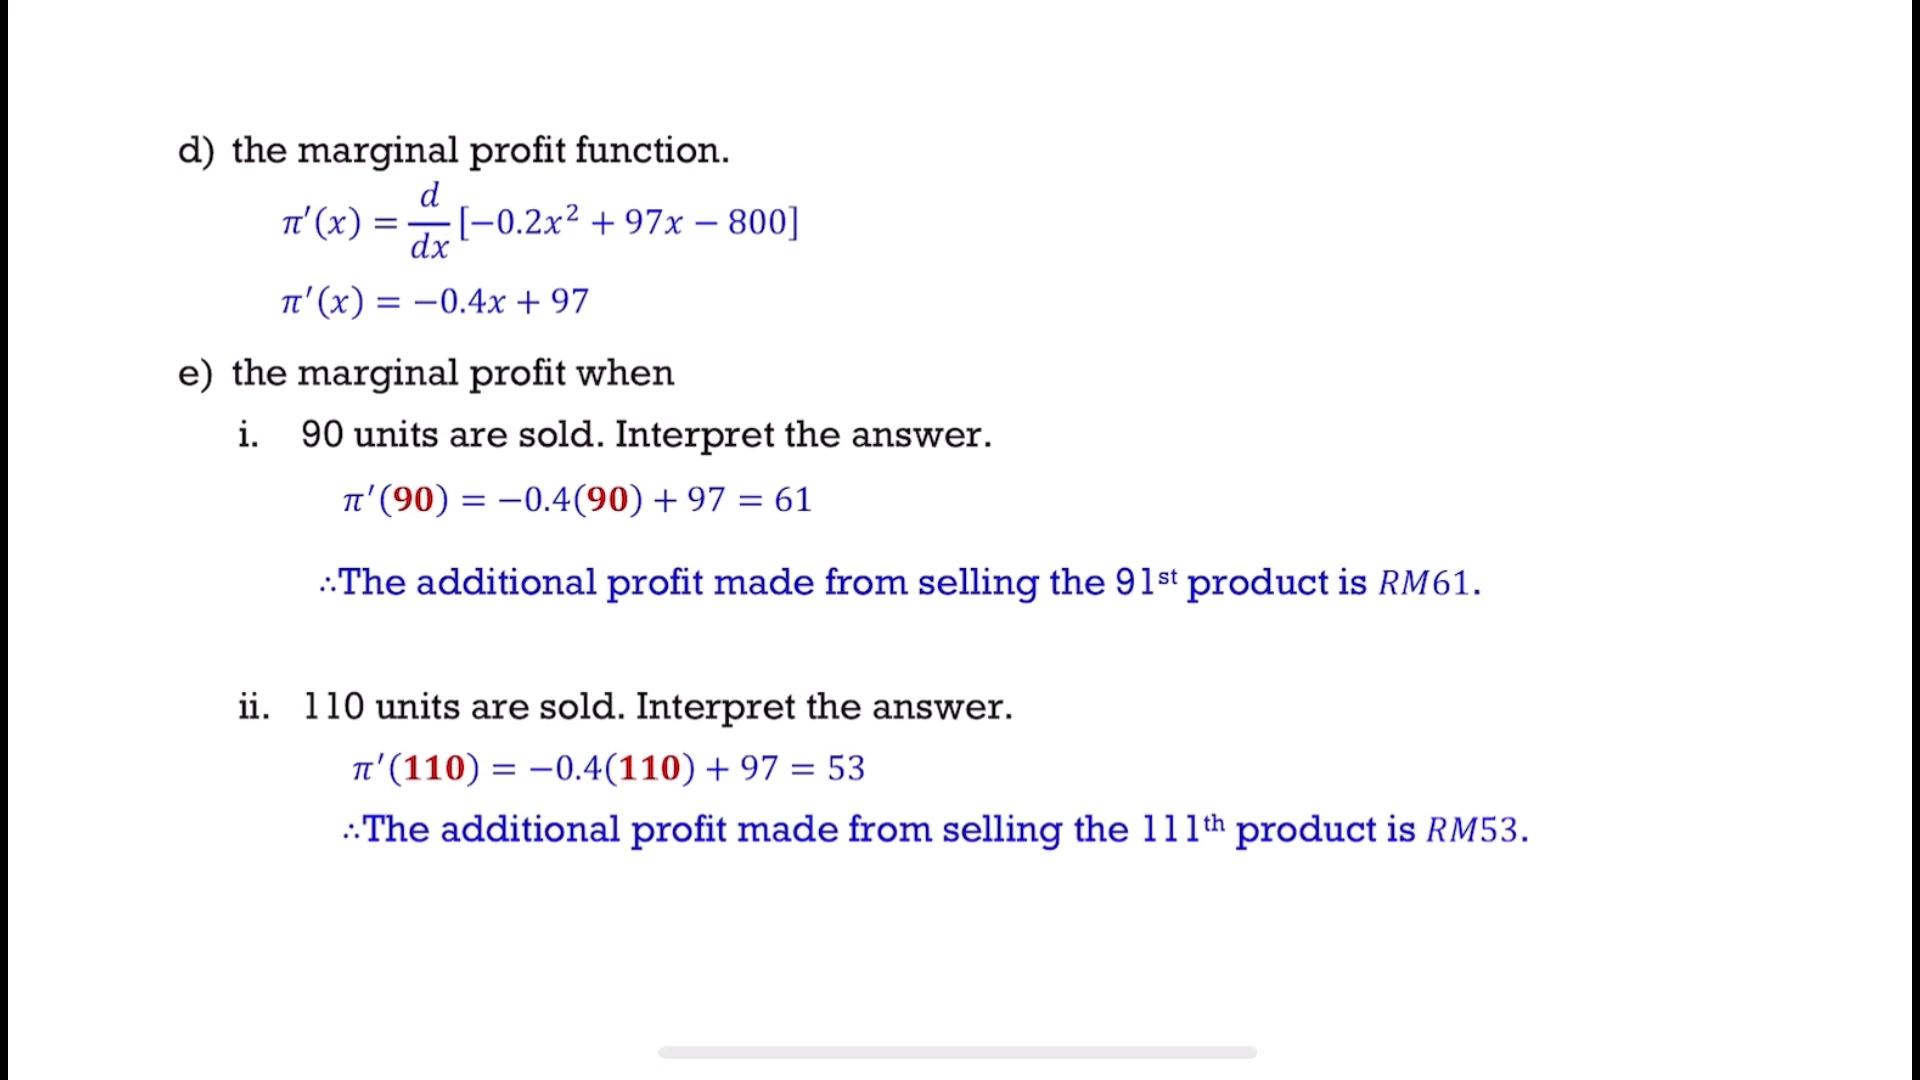 d) the marginal profit function.
π′(x) = d/dx [−0.2x² + 97x − 800]
π′(x) = −0.4x + 97
e) the marginal profit when
i. 90 units are sold. Interpret the answer.
π′(90) = −0.4(90) + 97 = 61
∴The additional profit made from selling the 91ˢᵗ product is RM61.
ii. 110 units are sold. Interpret the answer.
π′(110) = −0.4(110) + 97 = 53
∴The additional profit made from selling the 111ᵗʰ product is RM53.